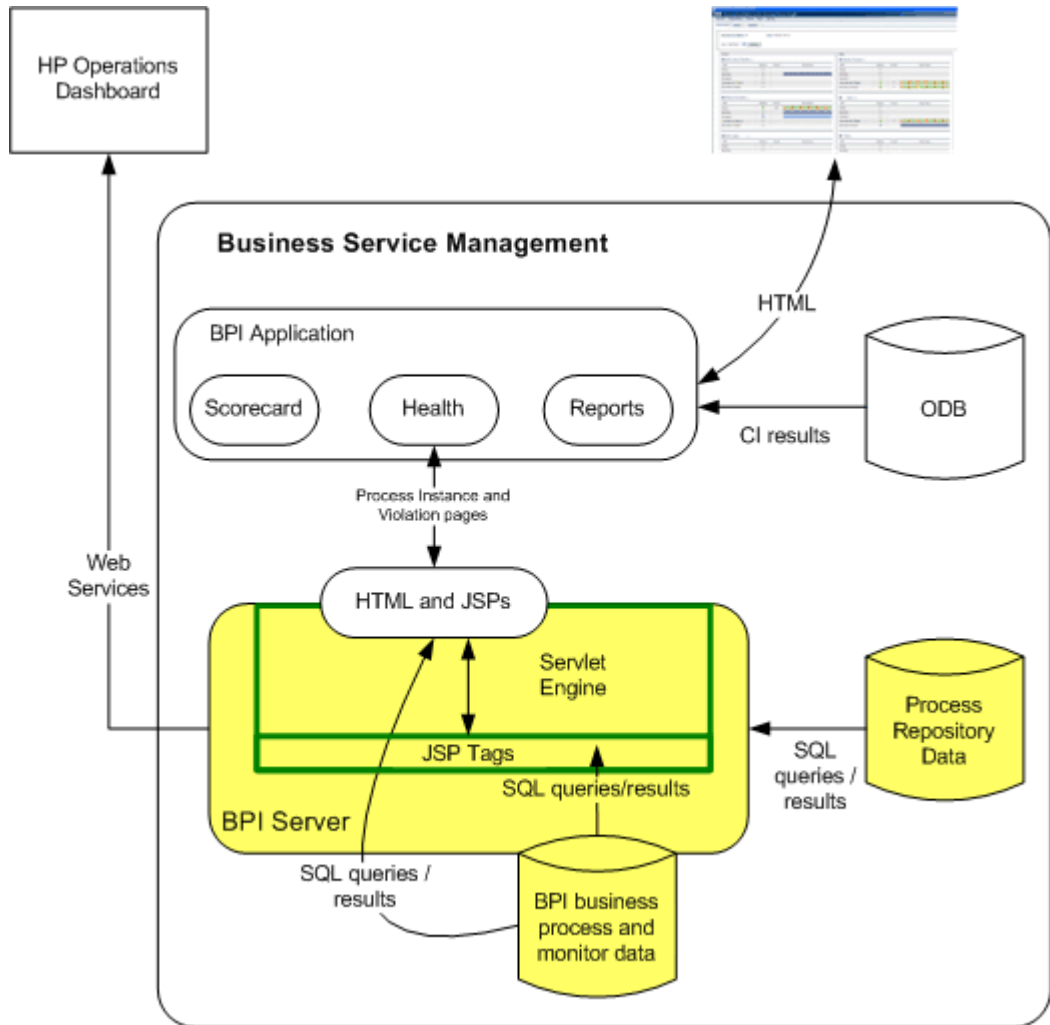 HP Operations
Dashboard
Business Service Management
HTML
BPI Application
Scorecard
Health
Reports
ODB
CI results
Process Instance and
Violation pages
Web
Services
HTML and JSPs
Servlet
Engine
Process
Repository
Data
JSP Tags
SQL
queries /
results
SQL queries/results
BPI Server
SQL queries /
results
BPI business
process and
monitor data